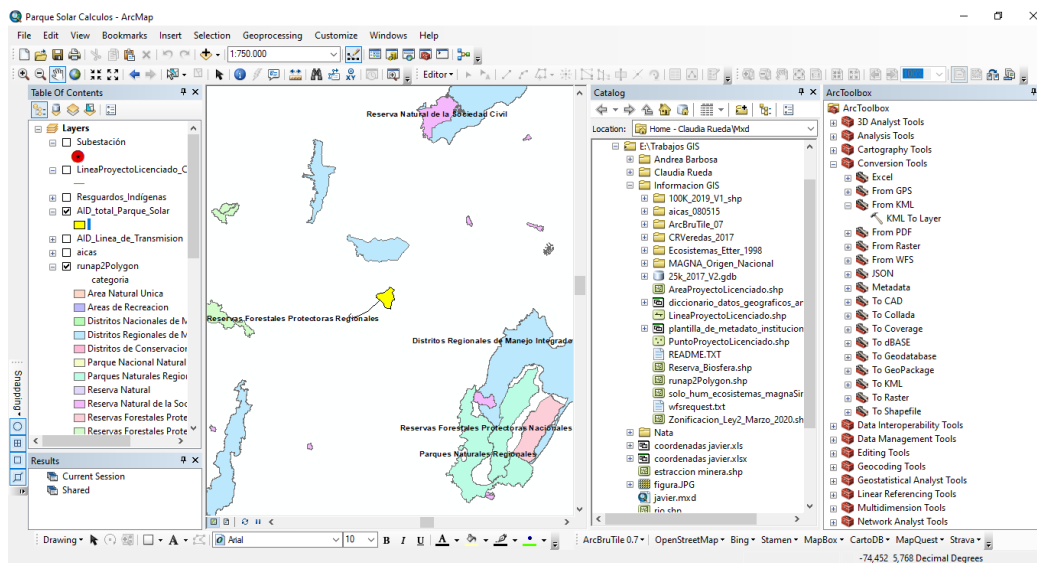 Parque Solar Calculos - ArcMap
File Edit View Bookmarks Insert Selection Geoprocessing Customize Windows Help
1:750.000
Editor
Table Of Contents
Layers
Subestación
LineaProyectoLicenciado_C
Resguardos_Indígenas
AID_total_Parque_Solar
AID_Linea_de_Transmision
aicas
runap2Polygon
categoria
Area Natural Unica
Areas de Recreacion
Distritos Nacionales de M
Distritos Regionales de M
Distritos de Conservacior
Parque Nacional Natural
Parques Naturales Region
Reserva Natural
Reserva Natural de la Soc
Reservas Forestales Prote
Reservas Forestales Prote
Results
Current Session
Shared
Snapping
Reserva Natural de la Sociedad Civil
Reservas Forestales Protectoras Regionales
Distritos Regionales de Manejo Integrado
Reservas Forestales Protectoras Nacionales
Parques Naturales Regionales
Catalog
Location: Home - Claudia Rueda\Mxd
E:\Trabajos GIS
Andrea Barbosa
Claudia Rueda
Informacion GIS
100K_2019_V1_shp
aicas_080515
ArcBruTile_07
CRVeredas_2017
Ecosistemas_Etter_1998
MAGNA_Origen_Nacional
25k_2017_V2.gdb
AreaProyectoLicenciado.shp
diccionario_datos_geograficos_ar
LineaProyectoLicenciado.shp
plantilla_de_metadato_institucion
PuntoProyectoLicenciado.shp
README.TXT
Reserva_Biosfera.shp
runap2Polygon.shp
solo_hum_ecosistemas_magnaSir
wfsrequest.txt
Zonificacion_Ley2_Marzo_2020.sh
Nata
coordenadas javier.xls
coordenadas javier.xlsx
estraccion minera.shp
figura.JPG
javier.mxd
rio.shp
ArcToolbox
ArcToolbox
3D Analyst Tools
Analysis Tools
Cartography Tools
Conversion Tools
Excel
From GPS
From KML
KML To Layer
From PDF
From Raster
From WFS
JSON
Metadata
To CAD
To Collada
To Coverage
To dBASE
To Geodatabase
To GeoPackage
To KML
To Raster
To Shapefile
Data Interoperability Tools
Data Management Tools
Editing Tools
Geocoding Tools
Geostatistical Analyst Tools
Linear Referencing Tools
Multidimension Tools
Network Analyst Tools
Drawing A Arial 10 B I U A
ArcBruTile 0.7 OpenStreetMap Bing Stamen MapBox CartoDB MapQuest Strava
-74,452 5,768 Decimal Degrees